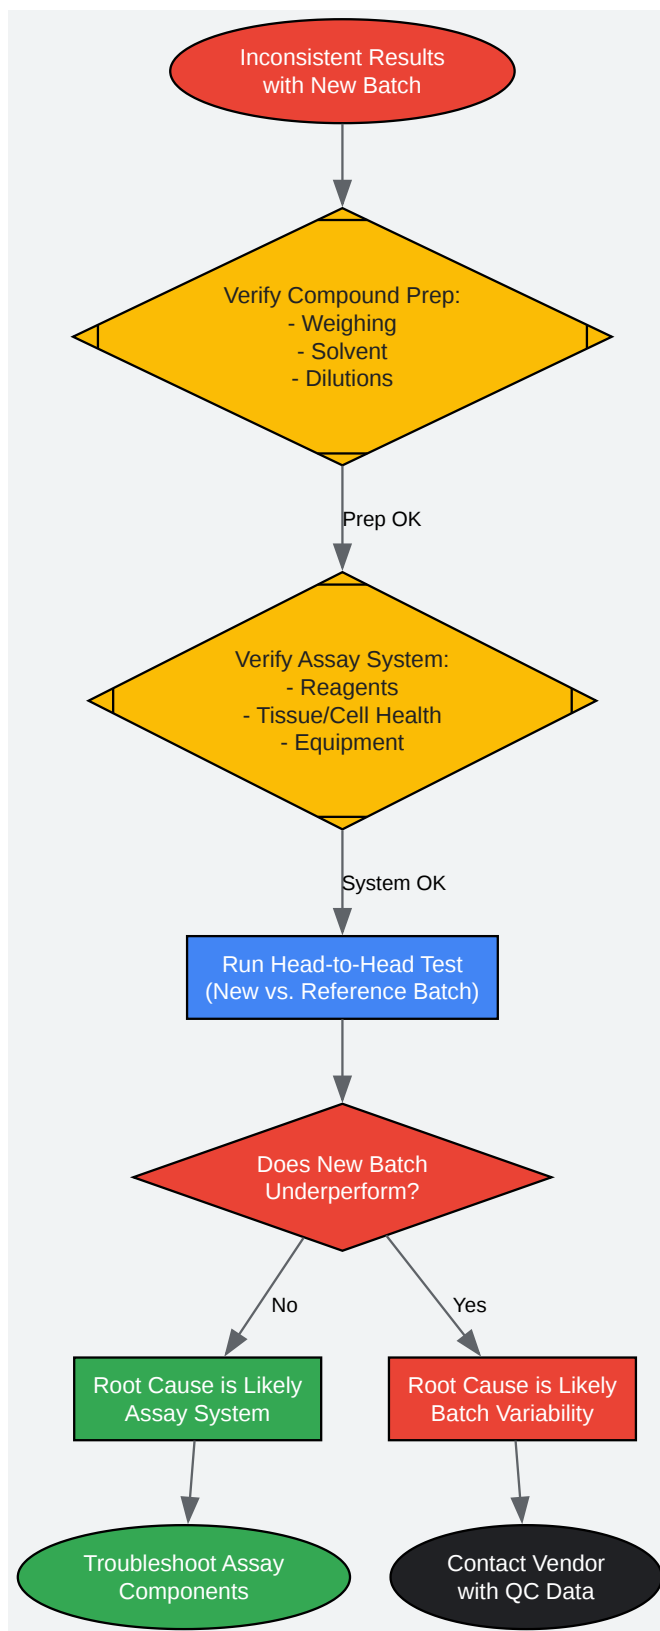 Inconsistent Results
with New Batch
Verify Compound Prep:
- Weighing
- Solvent
- Dilutions
Prep OK
Verify Assay System:
- Reagents
- Tissue/Cell Health
- Equipment
System OK
Run Head-to-Head Test
(New vs. Reference Batch)
Does New Batch
Underperform?
No
Yes
Root Cause is Likely
Assay System
Root Cause is Likely
Batch Variability
Troubleshoot Assay
Components
Contact Vendor
with QC Data